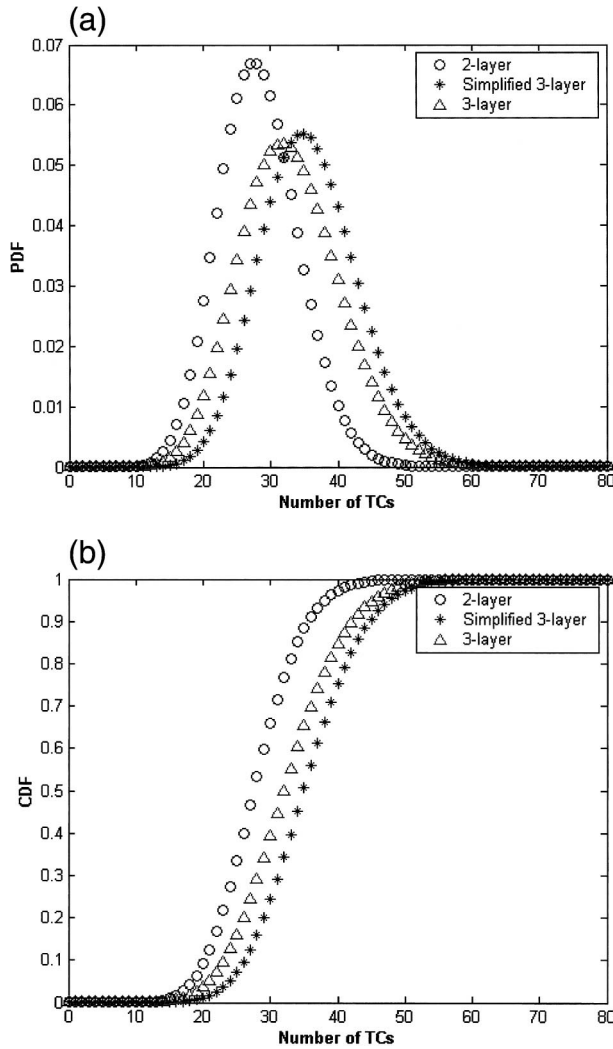 (a)
0.07
0.06
0.05
0.04
0.03
0.02
0.01
0
PDF
2-layer
Simplified 3-layer
3-layer
0 10 20 30 40 50 60 70 80
Number of TCs
(b)
1
0.9
0.8
0.7
0.6
0.5
0.4
0.3
0.2
0.1
0
CDF
2-layer
Simplified 3-layer
3-layer
0 10 20 30 40 50 60 70 80
Number of TCs